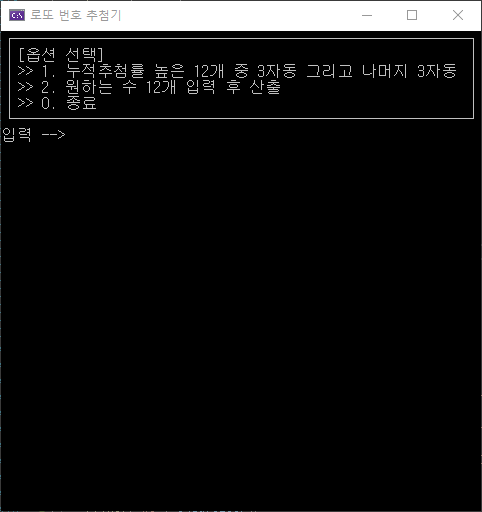 로또 번호 추첨기
[옵션 선택]
>> 1. 누적추첨률 높은 12개 중 3자동 그리고 나머지 3자동
>> 2. 원하는 수 12개 입력 후 산출
>> 0. 종료
입력 -->